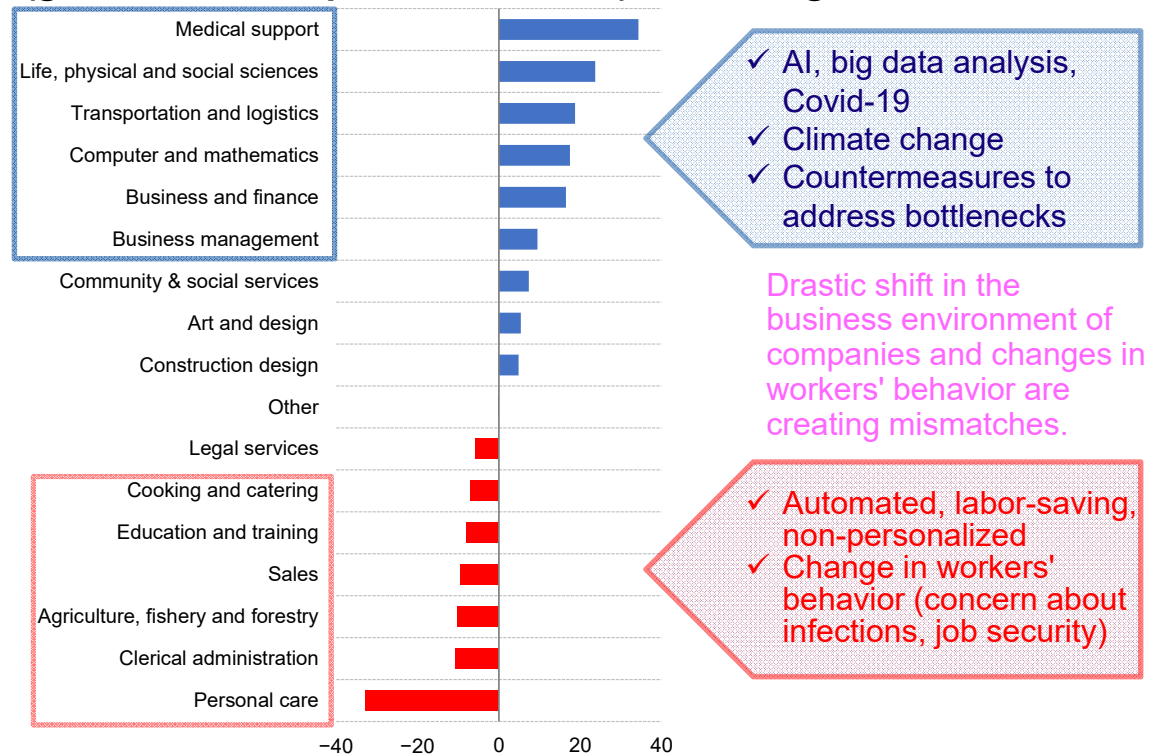 Medical support
Life, physical and social sciences
Transportation and logistics
Computer and mathematics
Business and finance
Business management
Community & social services
Art and design
Construction design
Other
Legal services
Cooking and catering
Education and training
Sales
Agriculture, fishery and forestry
Clerical administration
Personal care
−40 −20 0 20 40
✓ AI, big data analysis,
Covid-19
✓ Climate change
✓ Countermeasures to
address bottlenecks
Drastic shift in the
business environment of
companies and changes in
workers' behavior are
creating mismatches.
✓ Automated, labor-saving,
non-personalized
✓ Change in workers'
behavior (concern about
infections, job security)